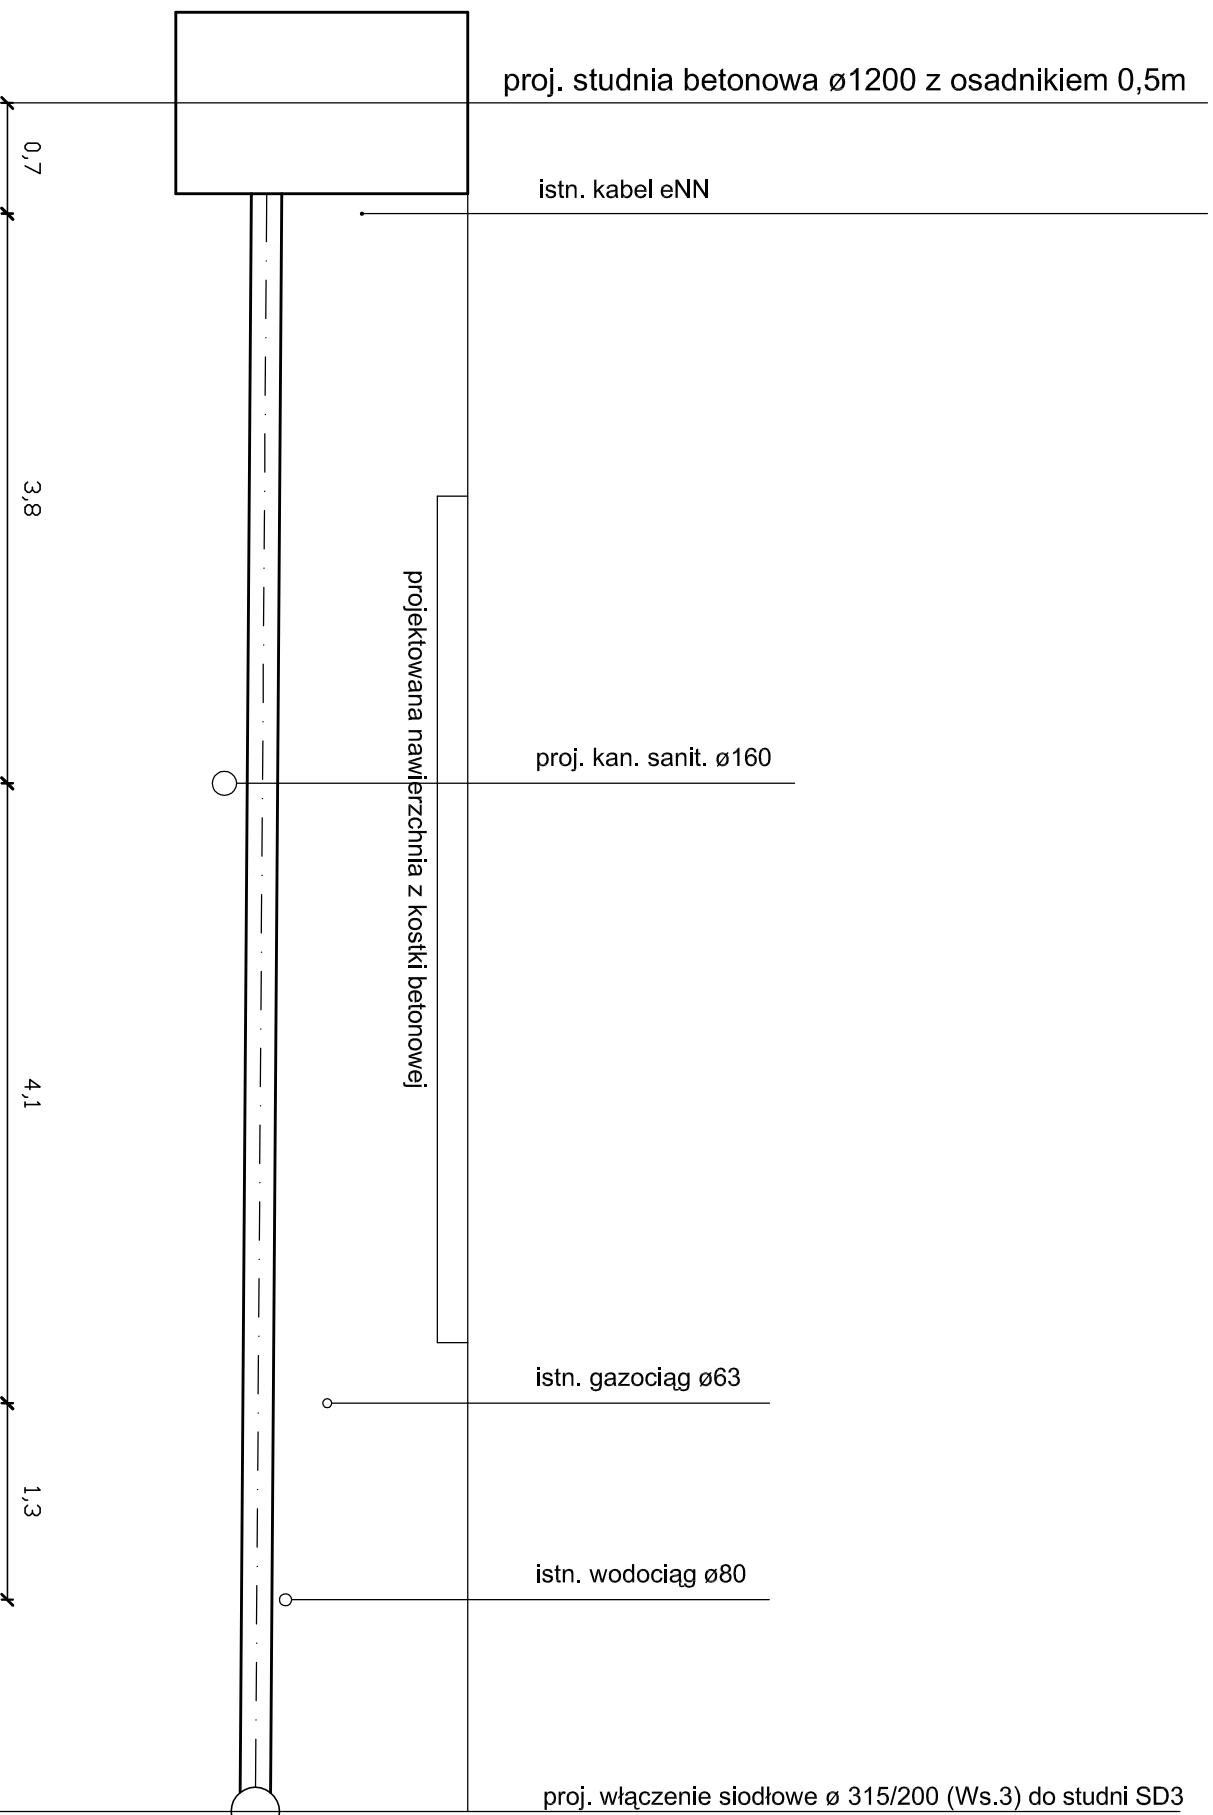 proj. studnia betonowa ø1200 z osadnikiem 0,5m
0,7
istn. kabel eNN
3,8
projektowana nawierzchnia z kostki betonowej
proj. kan. sanit. ø160
4,1
istn. gazociąg ø63
1,3
istn. wodociąg ø80
proj. włączenie siodłowe ø 315/200 (Ws.3) do studni SD3